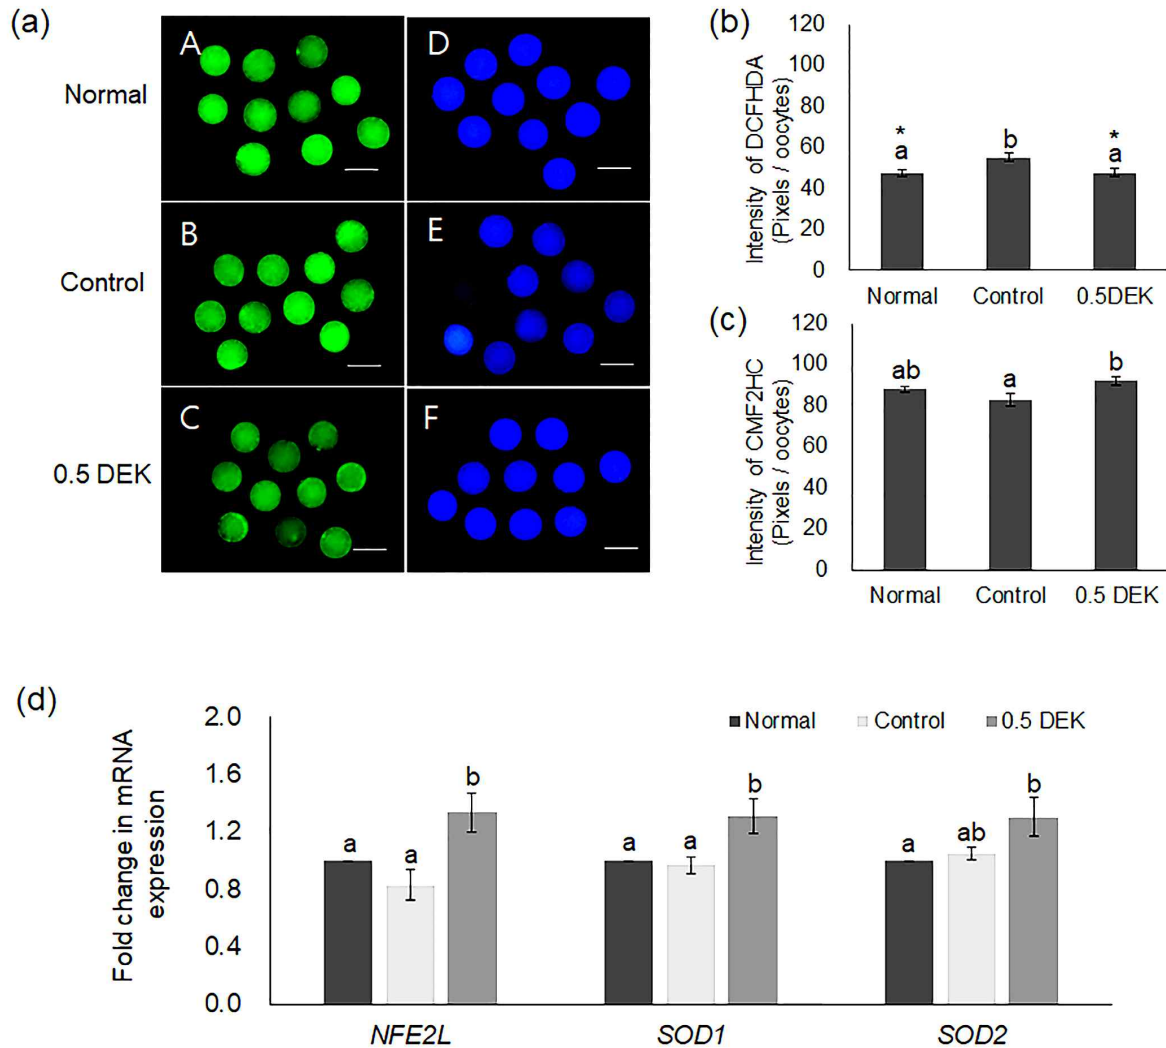 (a)
Normal
Control
0.5 DEK
A
D
B
E
C
F
(b)
Intensity of DCFHDA
(Pixels / oocytes)
120
100
80
60
40
20
0
*
a
b
*
a
Normal Control 0.5DEK
(c)
Intensity of CMF2HC
(Pixels / oocytes)
120
100
80
60
40
20
0
ab
a
b
Normal Control 0.5 DEK
(d)
Fold change in mRNA
expression
2.0
1.6
1.2
0.8
0.4
0.0
Normal Control 0.5 DEK
a a b
a a b
a ab b
NFE2L SOD1 SOD2